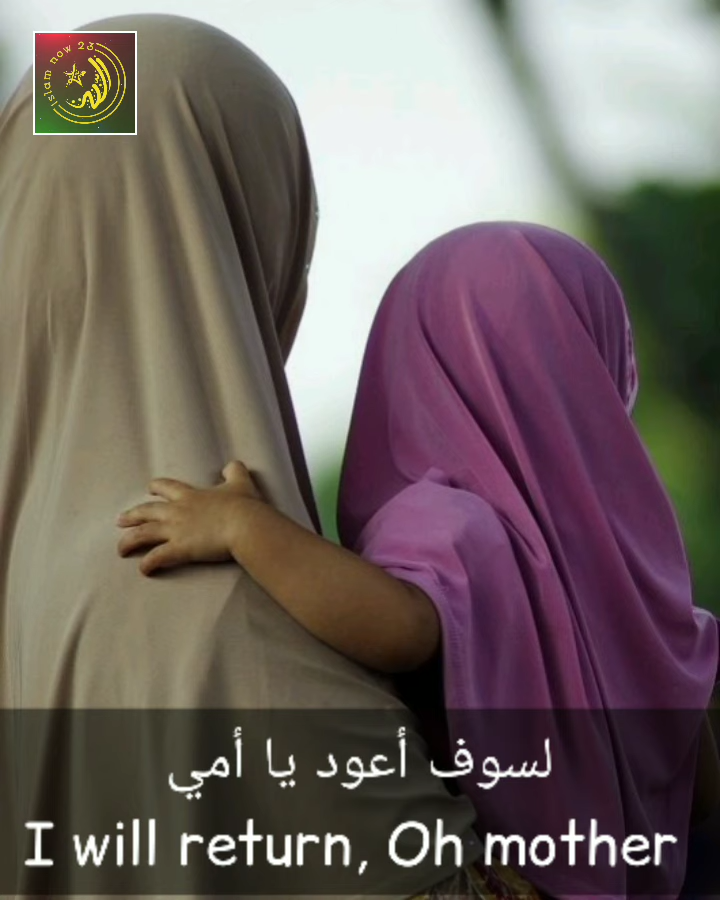 islam now 23
لسوف أعود يا أمي
I will return, Oh mother